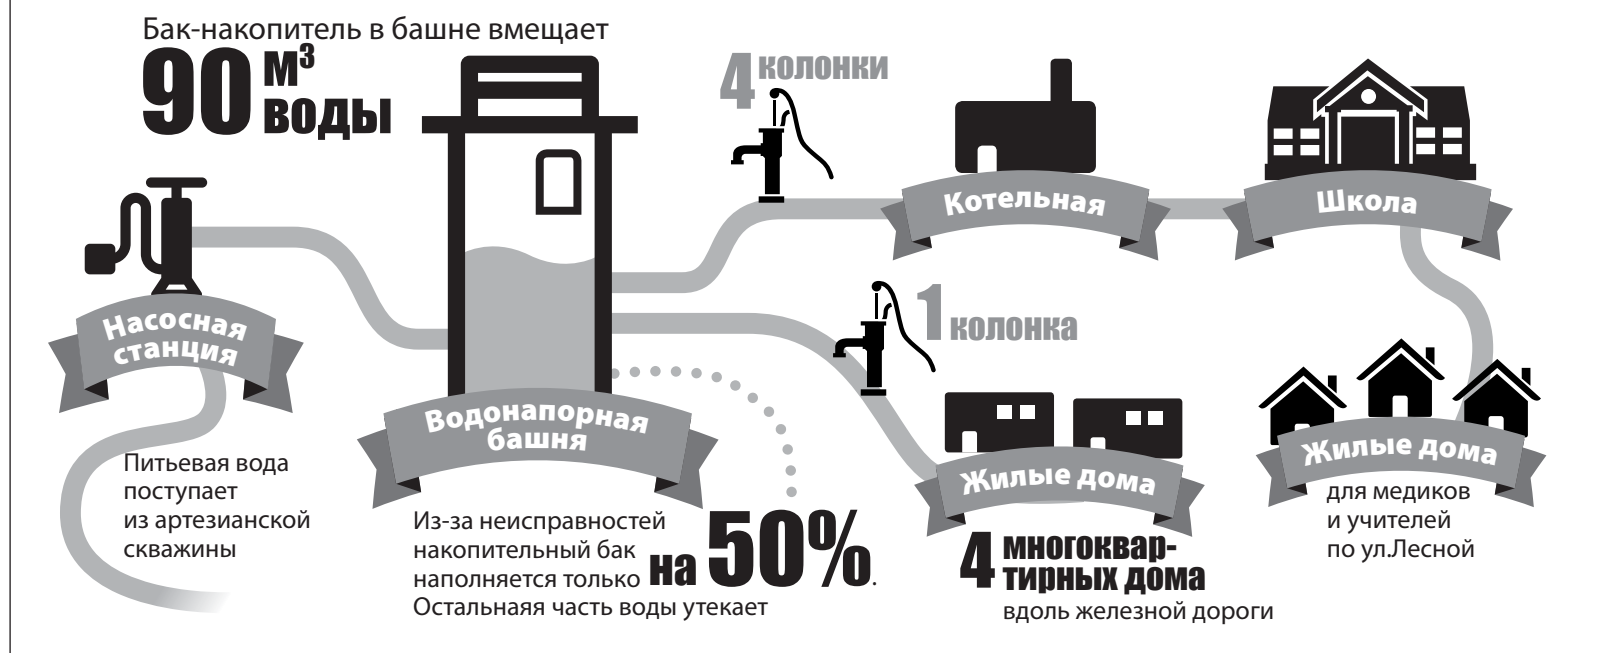 Бак-накопитель в башне вмещает
90 м³
воды
4 колонки
Котельная
Школа
Насосная
станция
1 колонка
Водонапорная
башня
Питьевая вода
поступает
из артезианской
скважины
Из-за неисправностей
накопительный бак
наполняется только на 50%.
Остальнаяя часть воды утекает
Жилые дома
4 многоквар-
тирных дома
вдоль железной дороги
Жилые дома
для медиков
и учителей
по ул.Лесной